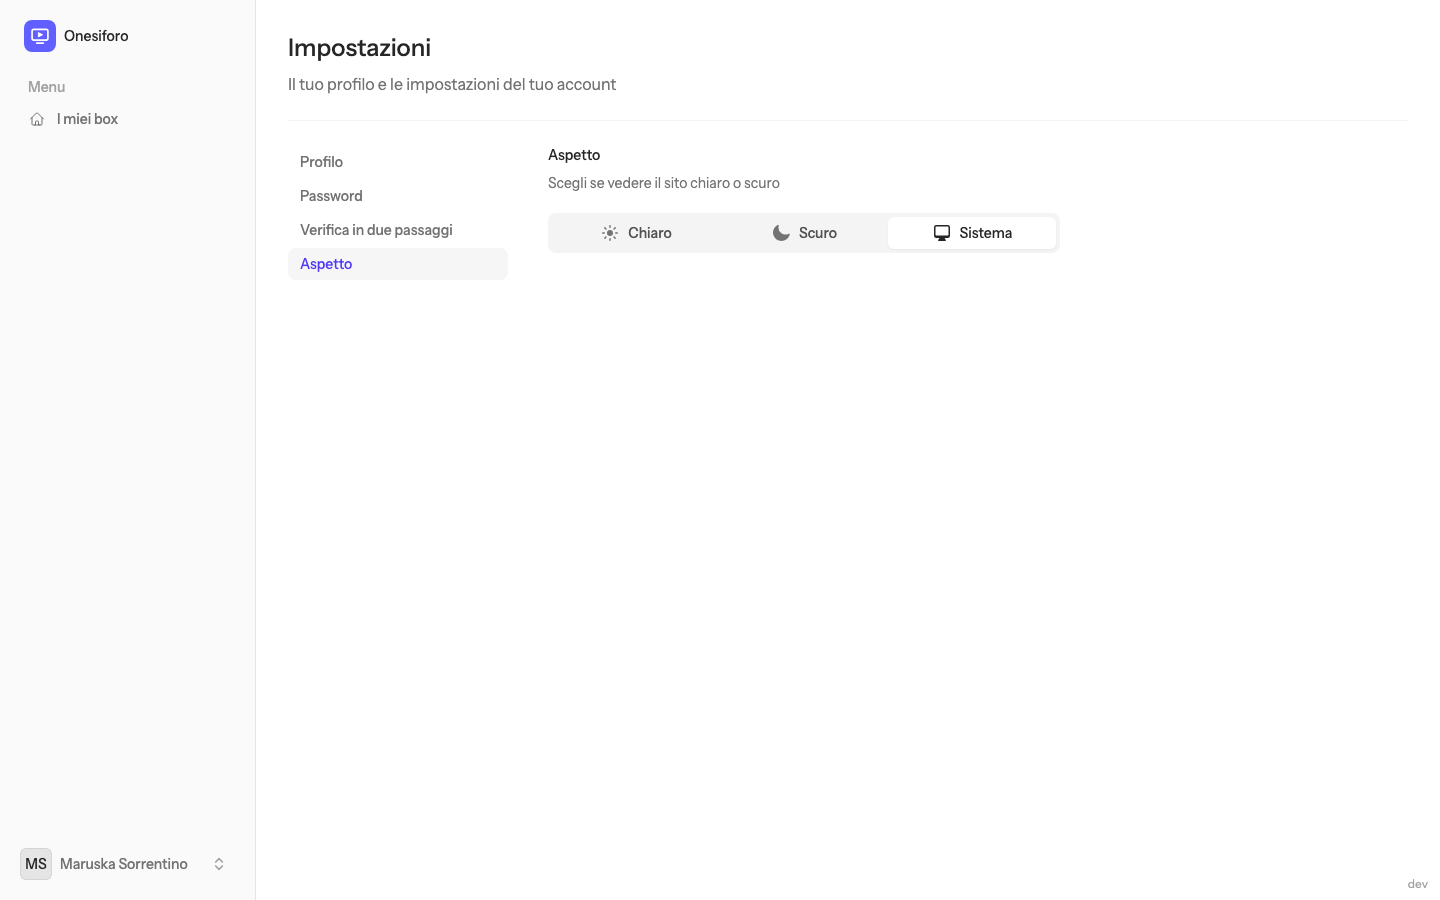 Onesiforo
Menu
I miei box
Impostazioni
Il tuo profilo e le impostazioni del tuo account
Profilo
Password
Verifica in due passaggi
Aspetto
Aspetto
Scegli se vedere il sito chiaro o scuro
Chiaro
Scuro
Sistema
MS
Maruska Sorrentino
dev